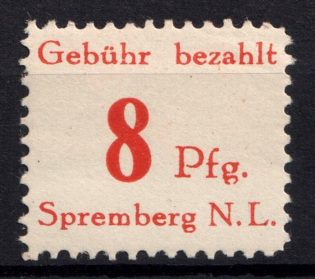 Gebühr bezahlt
8 Pfg.
Spremberg N.L.